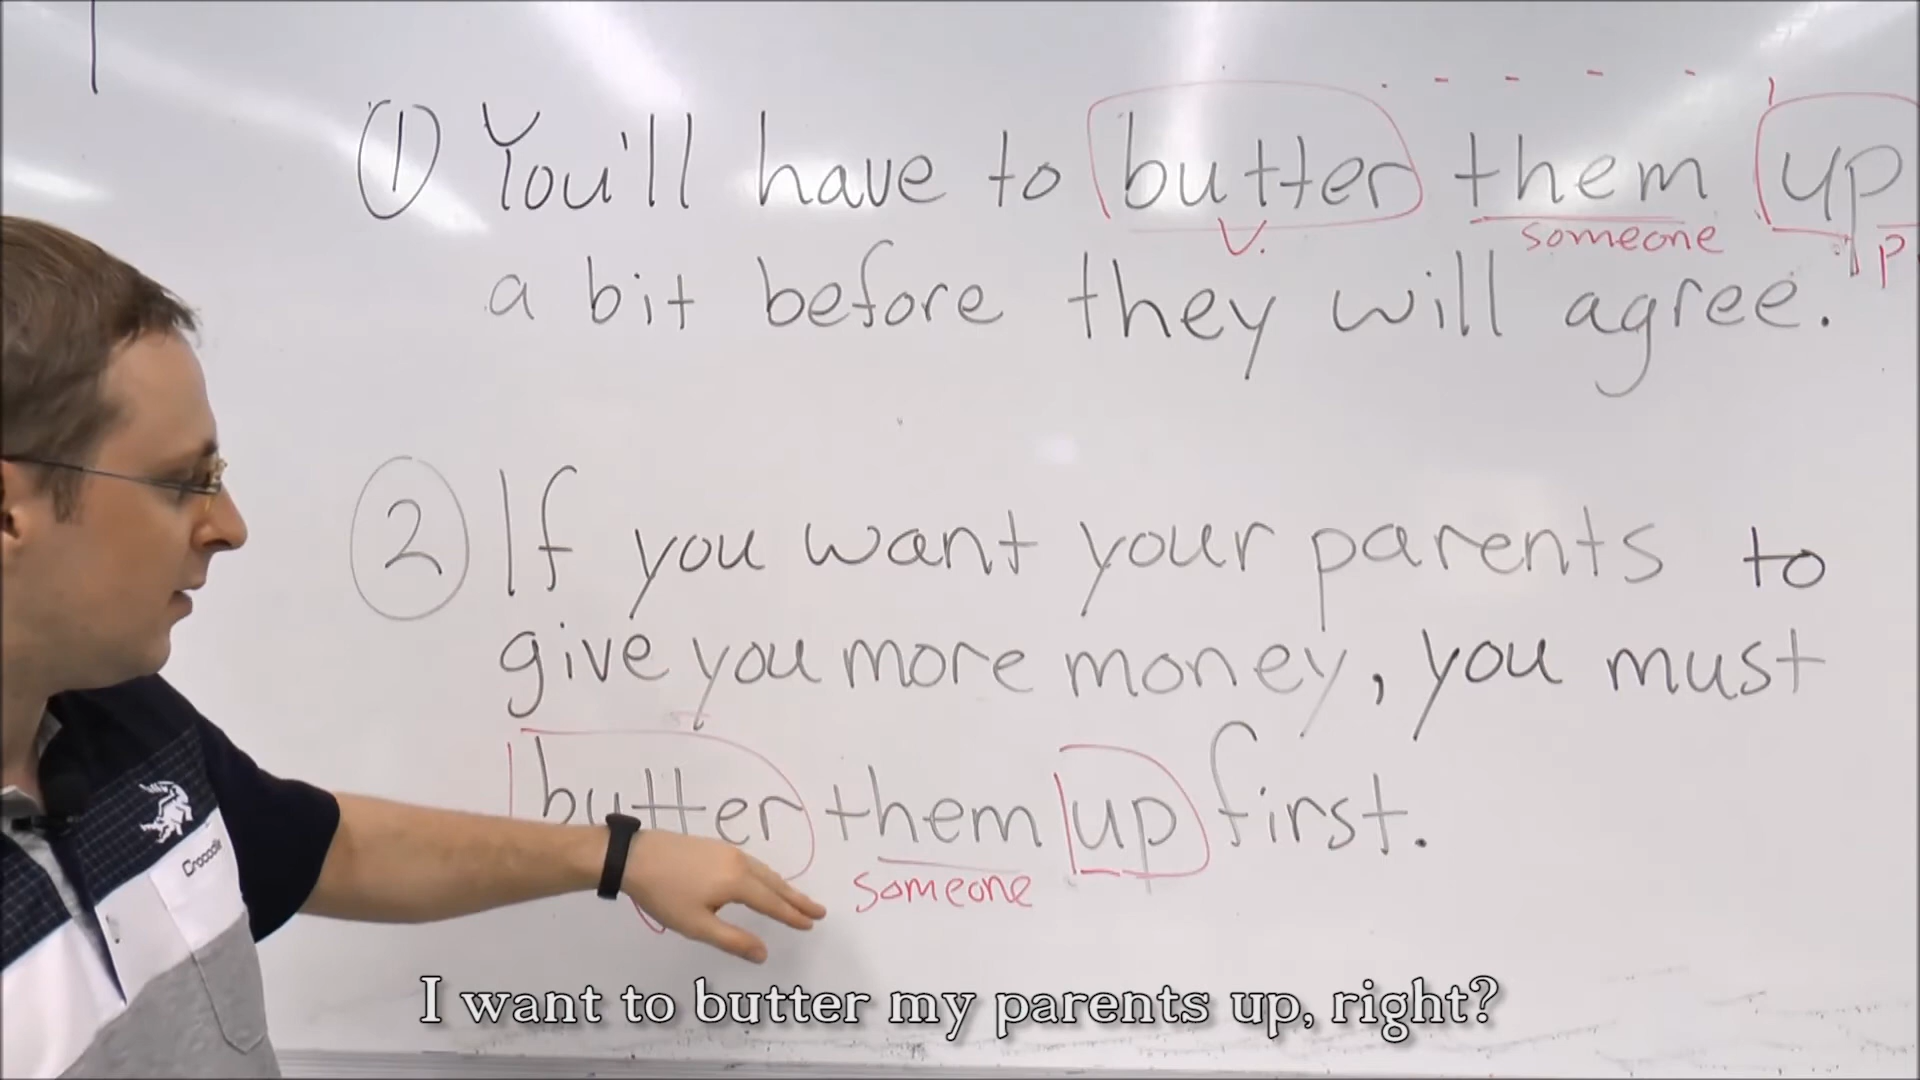 ① You'll have to butter them up
V. someone p
a bit before they will agree.
② If you want your parents to
give you more money, you must
butter them up first.
someone
Crocodile
I want to butter my parents up, right?